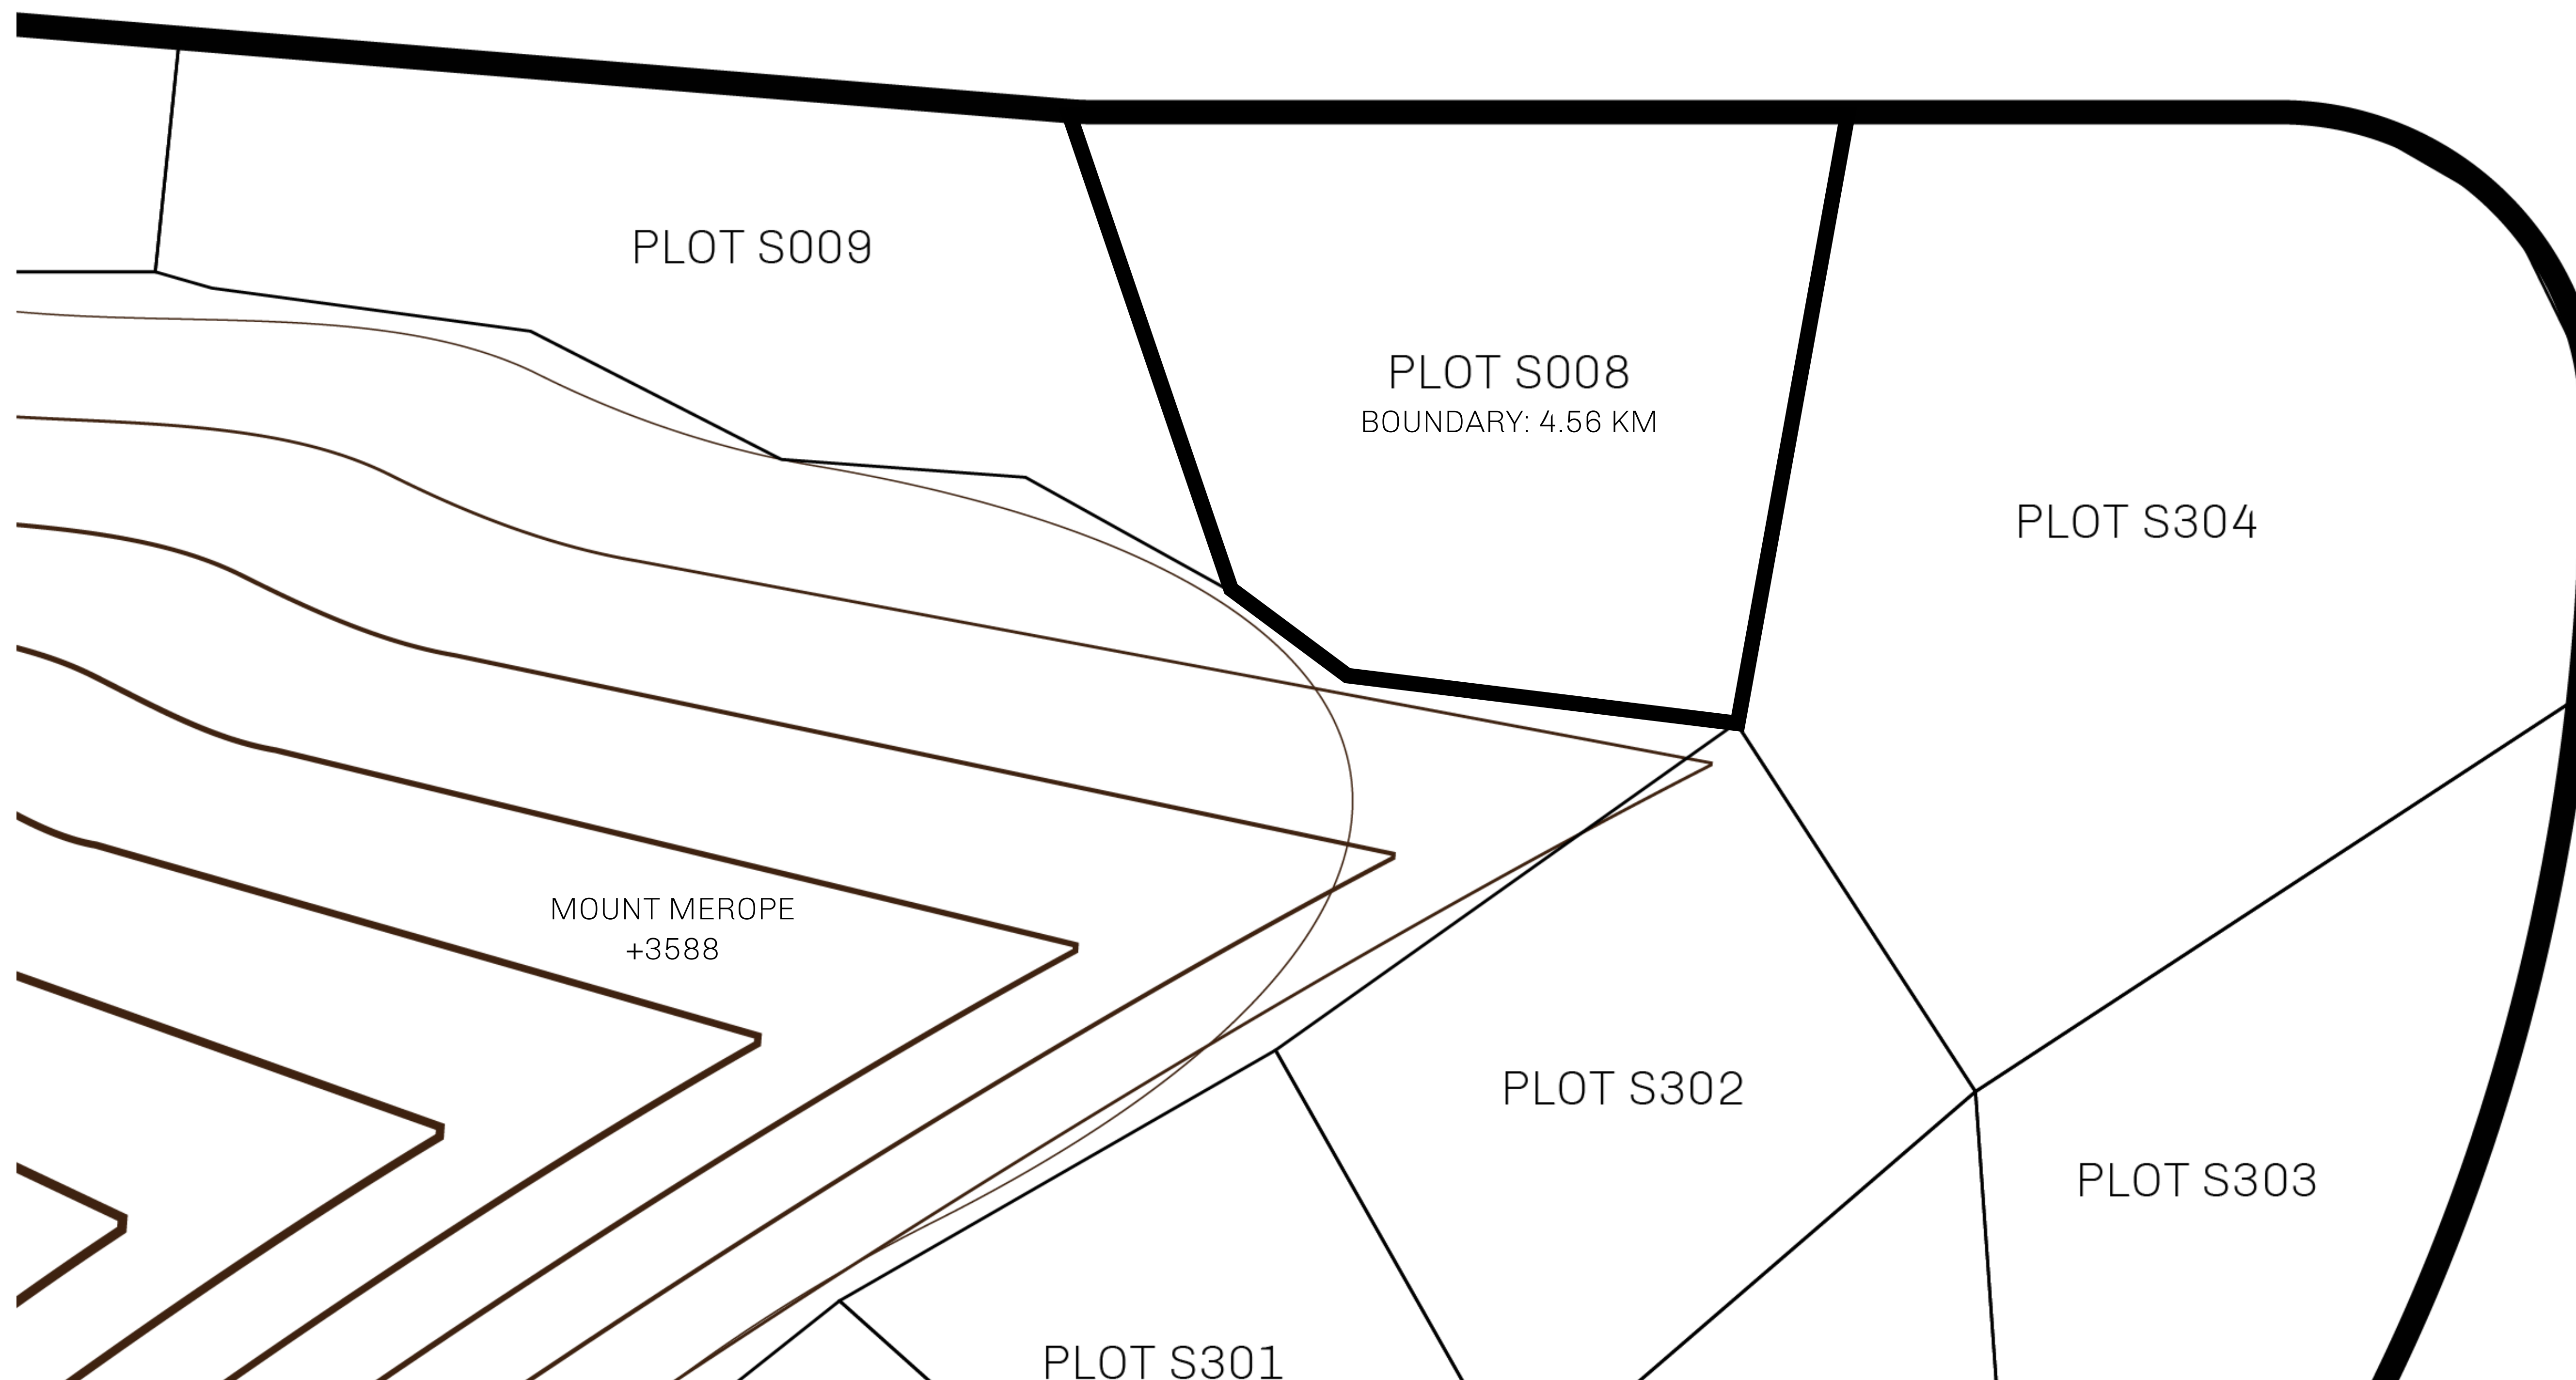 PLOT S009
PLOT S008
BOUNDARY: 4.56 KM
PLOT S304
MOUNT MEROPE
+3588
PLOT S302
PLOT S303
PLOT S301